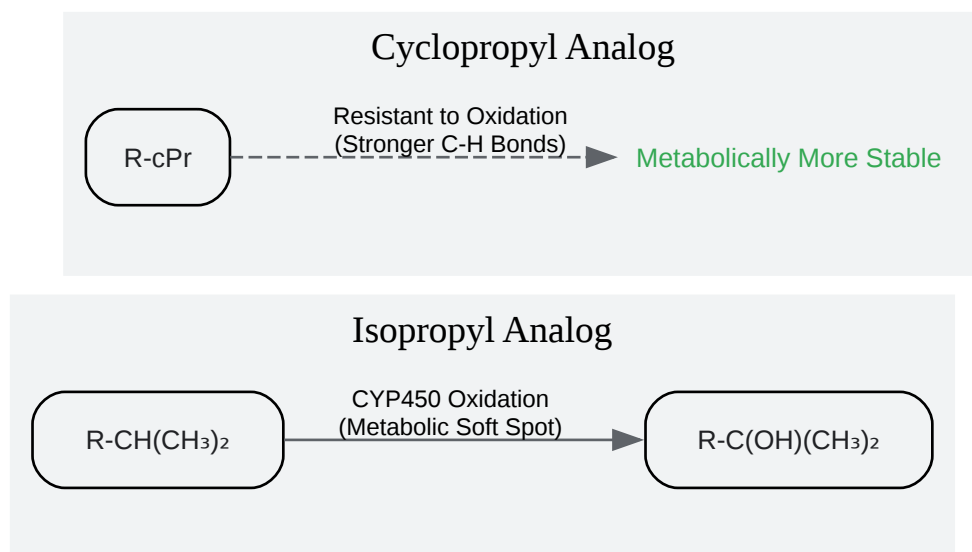 Cyclopropyl Analog
Resistant to Oxidation
(Stronger C-H Bonds)
R-cPr
Metabolically More Stable
Isopropyl Analog
CYP450 Oxidation
(Metabolic Soft Spot)
R-CH(CH₃)₂
R-C(OH)(CH₃)₂